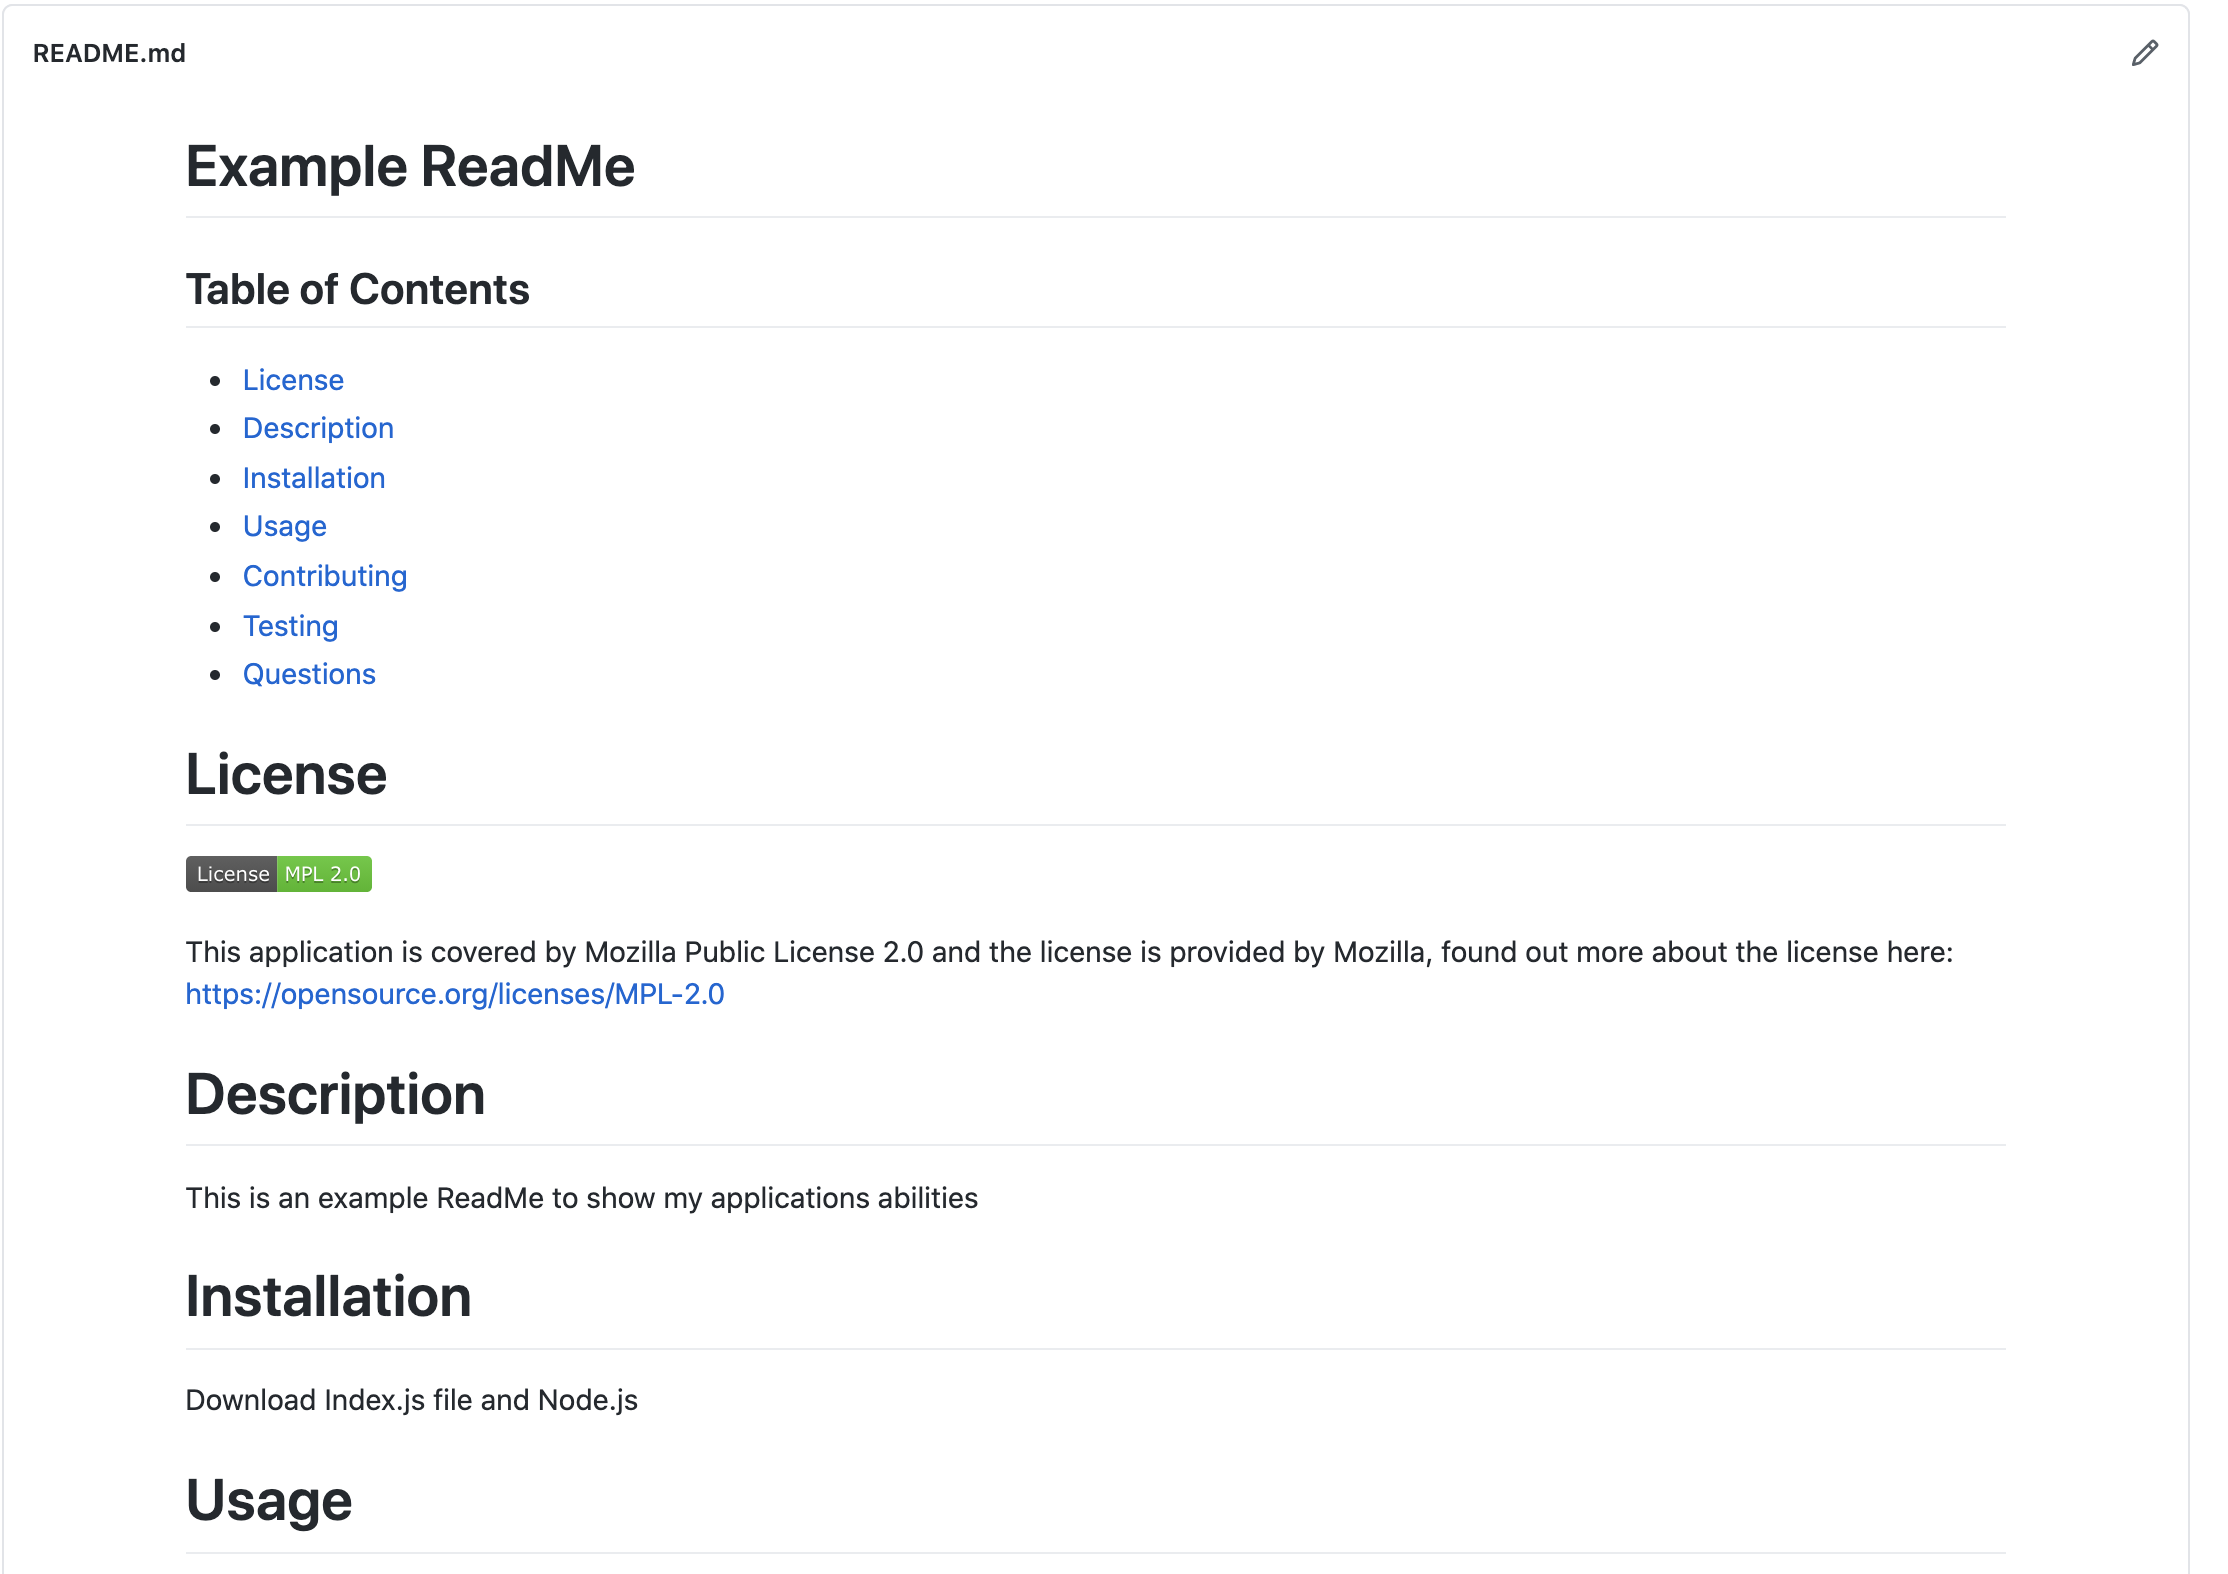 README.md
Example ReadMe
Table of Contents
License
Description
Installation
Usage
Contributing
Testing
Questions
License
License MPL 2.0
This application is covered by Mozilla Public License 2.0 and the license is provided by Mozilla, found out more about the license here:
https://opensource.org/licenses/MPL-2.0
Description
This is an example ReadMe to show my applications abilities
Installation
Download Index.js file and Node.js
Usage